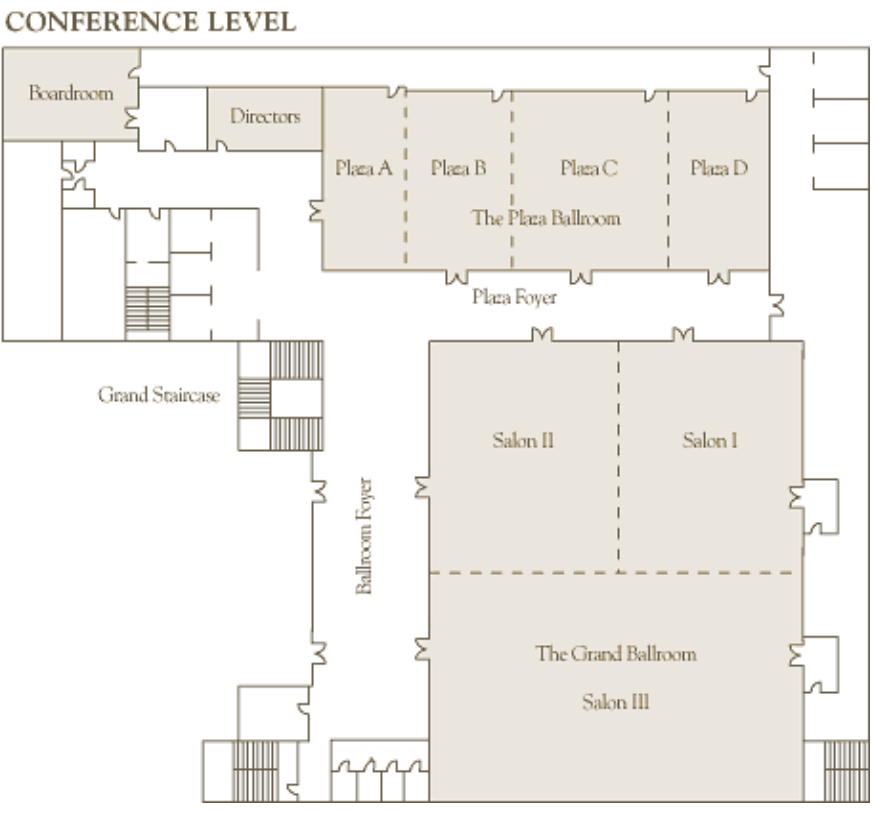 CONFERENCE LEVEL
Boardroom
Directors
Plaza A
Plaza B
Plaza C
Plaza D
The Plaza Ballroom
Plaza Foyer
Grand Staircase
Salon II
Salon I
Ballroom Foyer
The Grand Ballroom
Salon III